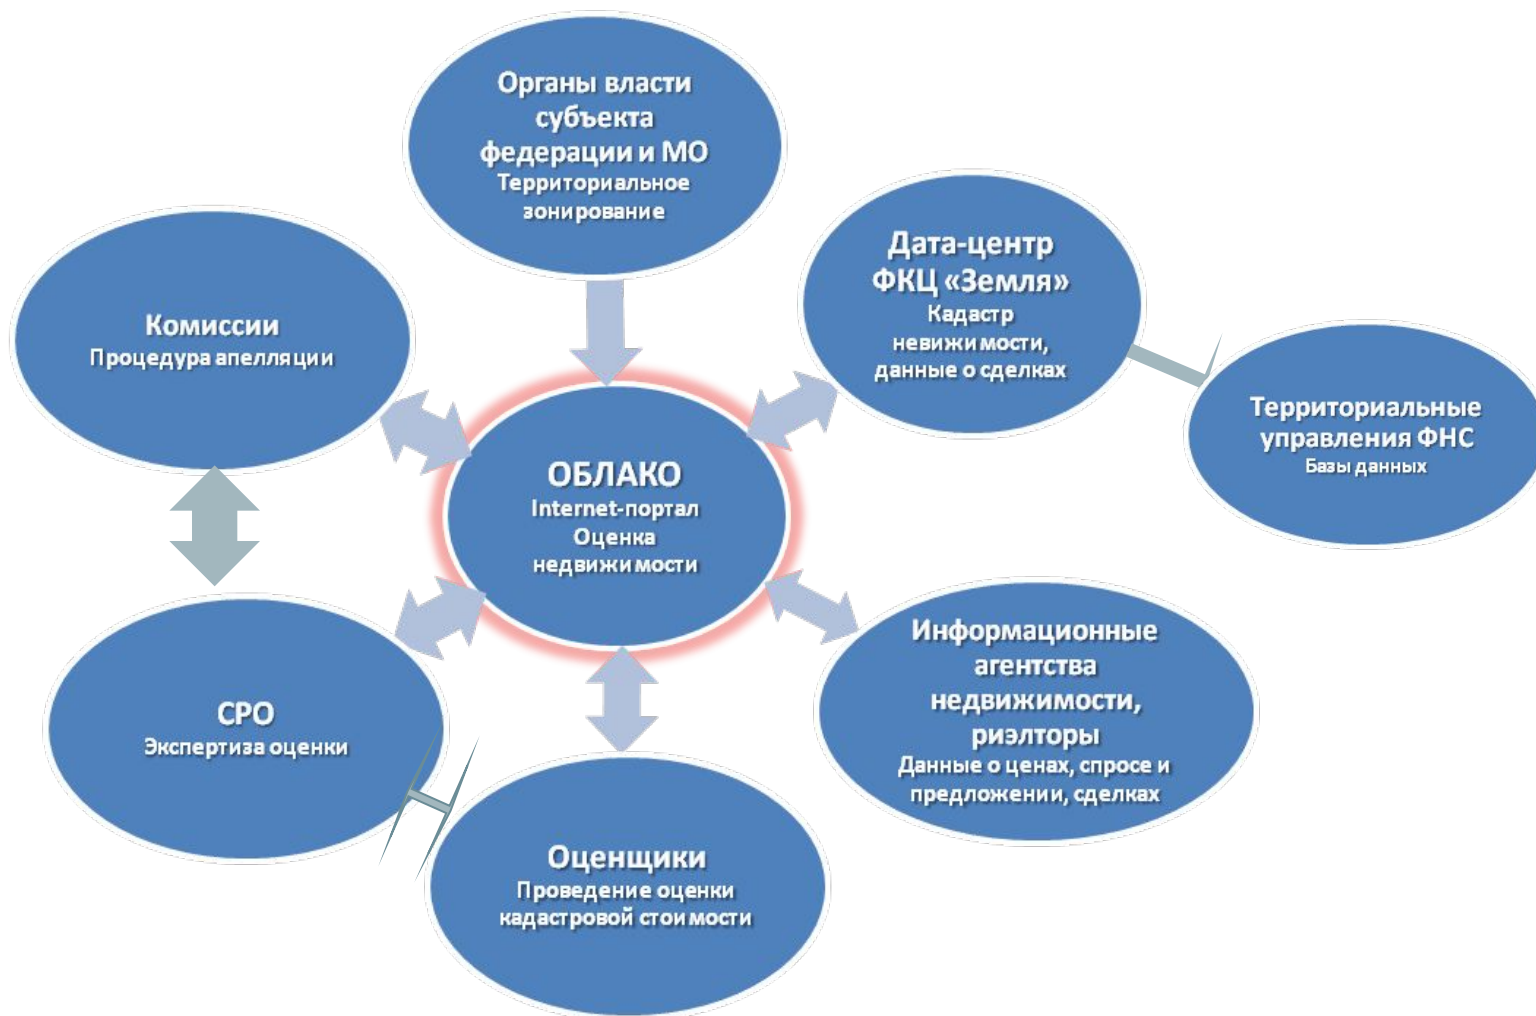 Органы власти
субъекта
федерации и МО
Территориальное
зонирование
Дата-центр
ФКЦ «Земля»
Кадастр
невижимости,
данные о сделках
Комиссии
Процедура апелляции
Территориальные
управления ФНС
Базы данных
ОБЛАКО
Internet-портал
Оценка
недвижимости
Информационные
агентства
недвижимости,
риэлторы
Данные о ценах, спросе и
предложении, сделках
СРО
Экспертиза оценки
Оценщики
Проведение оценки
кадастровой стоимости